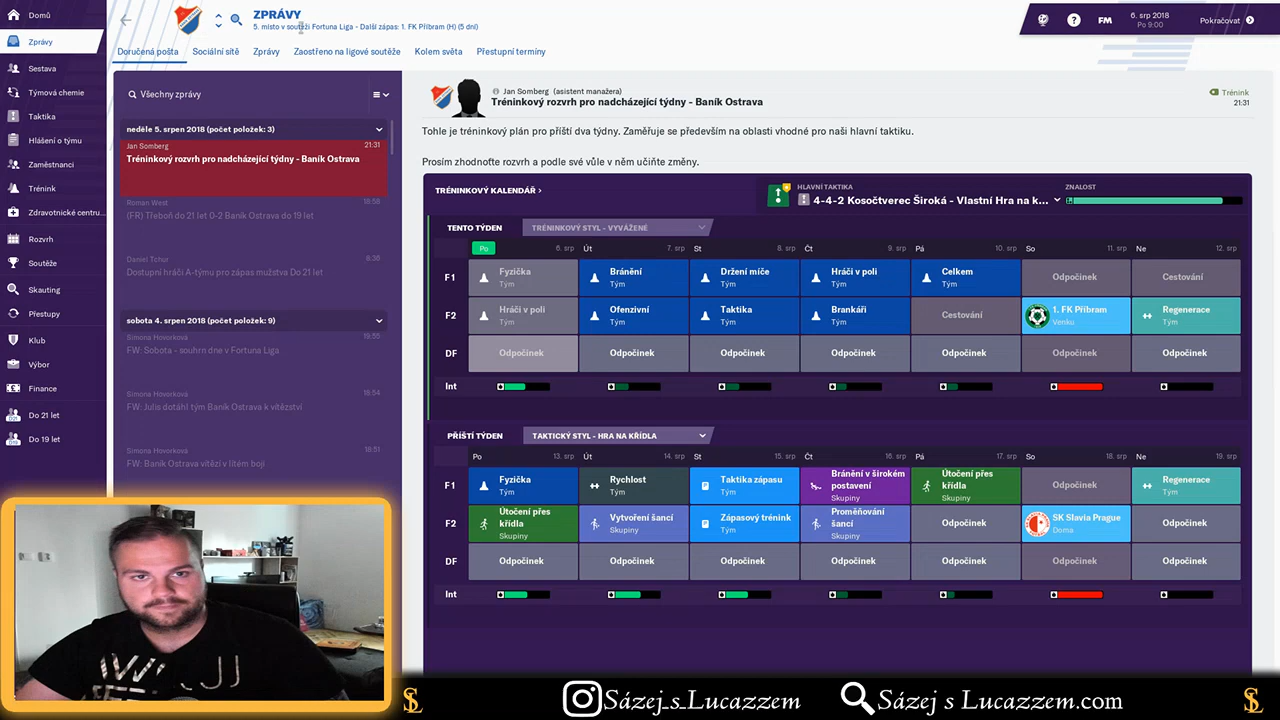 Domů
Zprávy
Sestava
Týmová chemie
Taktika
Hlášení o týmu
Zaměstnanci
Trénink
Zdravotnické centru...
Rozvrh
Soutěže
Skauting
Přestupy
Klub
Výbor
Finance
Do 21 let
Do 19 let
ZPRÁVY
5. místo v soutěži Fortuna Liga - Další zápas: 1. FK Příbram (H) (5 dní)
FM
6. srp 2018
Po 9:00
Pokračovat
Doručená pošta
Sociální sítě
Zprávy
Zaostřeno na ligové soutěže
Kolem světa
Přestupní termíny
Všechny zprávy
neděle 5. srpen 2018 (počet položek: 3)
Jan Somberg 21:31
Tréninkový rozvrh pro nadcházející týdny - Baník Ostrava
Roman West 18:58
(FR) Třeboň do 21 let 0-2 Baník Ostrava do 19 let
Daniel Tchur 8:36
Dostupní hráči A-týmu pro zápas mužstva Do 21 let
sobota 4. srpen 2018 (počet položek: 9)
Simona Hovorkova 19:55
FW: Sobota - souhrn dne v Fortuna Liga
Simona Hovorkova 18:54
FW: Julis dotáhl tým Baník Ostrava k vítězství
Simona Hovorkova 16:51
FW: Baník Ostrava vítězí v lítém boji
Jan Somberg (asistent manažera)
Tréninkový rozvrh pro nadcházející týdny - Baník Ostrava
Trénink
21:31
Tohle je tréninkový plán pro příští dva týdny. Zaměřuje se především na oblasti vhodné pro naši hlavní taktiku.
Prosím zhodnoťte rozvrh a podle své vůle v něm učiňte změny.
TRÉNINKOVÝ KALENDÁŘ ›
HLAVNÍ TAKTIKA
4-4-2 Kosočtverec Široká - Vlastní Hra na k...
ZNALOST
TENTO TÝDEN
TRÉNINKOVÝ STYL - VYVÁŽENÉ
Po 6. srp Út 7. srp St 8. srp Čt 9. srp Pá 10. srp So 11. srp Ne 12. srp
F1
Fyzička
Tým
Bránění
Tým
Držení míče
Tým
Hráči v poli
Tým
Celkem
Tým
Odpočinek
Cestování
F2
Hráči v poli
Tým
Ofenzivní
Tým
Taktika
Tým
Brankáři
Tým
Cestování
1. FK Příbram
Venku
Regenerace
Tým
DF Odpočinek Odpočinek Odpočinek Odpočinek Odpočinek Odpočinek Odpočinek
Int
PŘÍŠTÍ TÝDEN
TAKTICKÝ STYL - HRA NA KŘÍDLA
Po 13. srp Út 14. srp St 15. srp Čt 16. srp Pá 17. srp So 18. srp Ne 19. srp
F1
Fyzička
Tým
Rychlost
Tým
Taktika zápasu
Tým
Bránění v širokém
postavení
Skupiny
Útočení přes
křídla
Skupiny
Odpočinek
Regenerace
Tým
F2
Útočení přes
křídla
Skupiny
Vytvoření šancí
Skupiny
Zápasový trénink
Tým
Proměňování
šancí
Skupiny
Odpočinek
SK Slavia Prague
Doma
Odpočinek
DF Odpočinek Odpočinek Odpočinek Odpočinek Odpočinek Odpočinek Odpočinek
Int
Sázej_s_Lucazzem
Sázej s Lucazzem.com